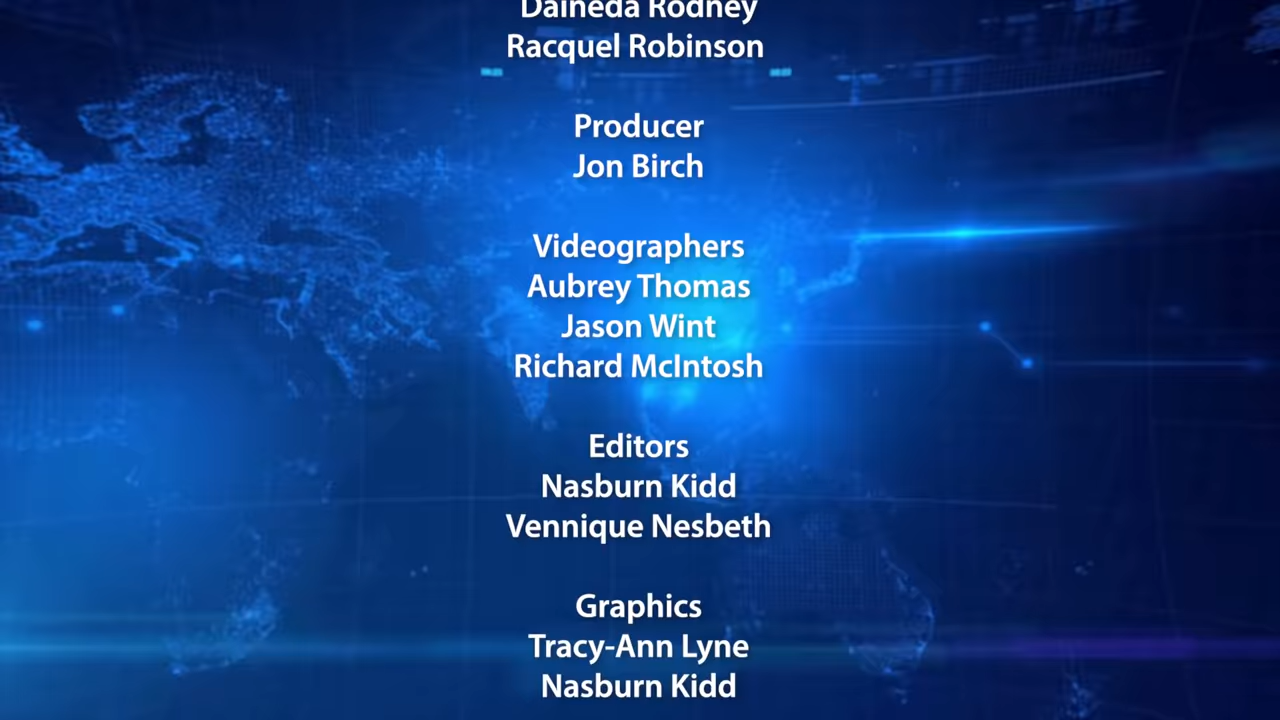 Daineda Rodney
Racquel Robinson
Producer
Jon Birch
Videographers
Aubrey Thomas
Jason Wint
Richard McIntosh
Editors
Nasburn Kidd
Vennique Nesbeth
Graphics
Tracy-Ann Lyne
Nasburn Kidd